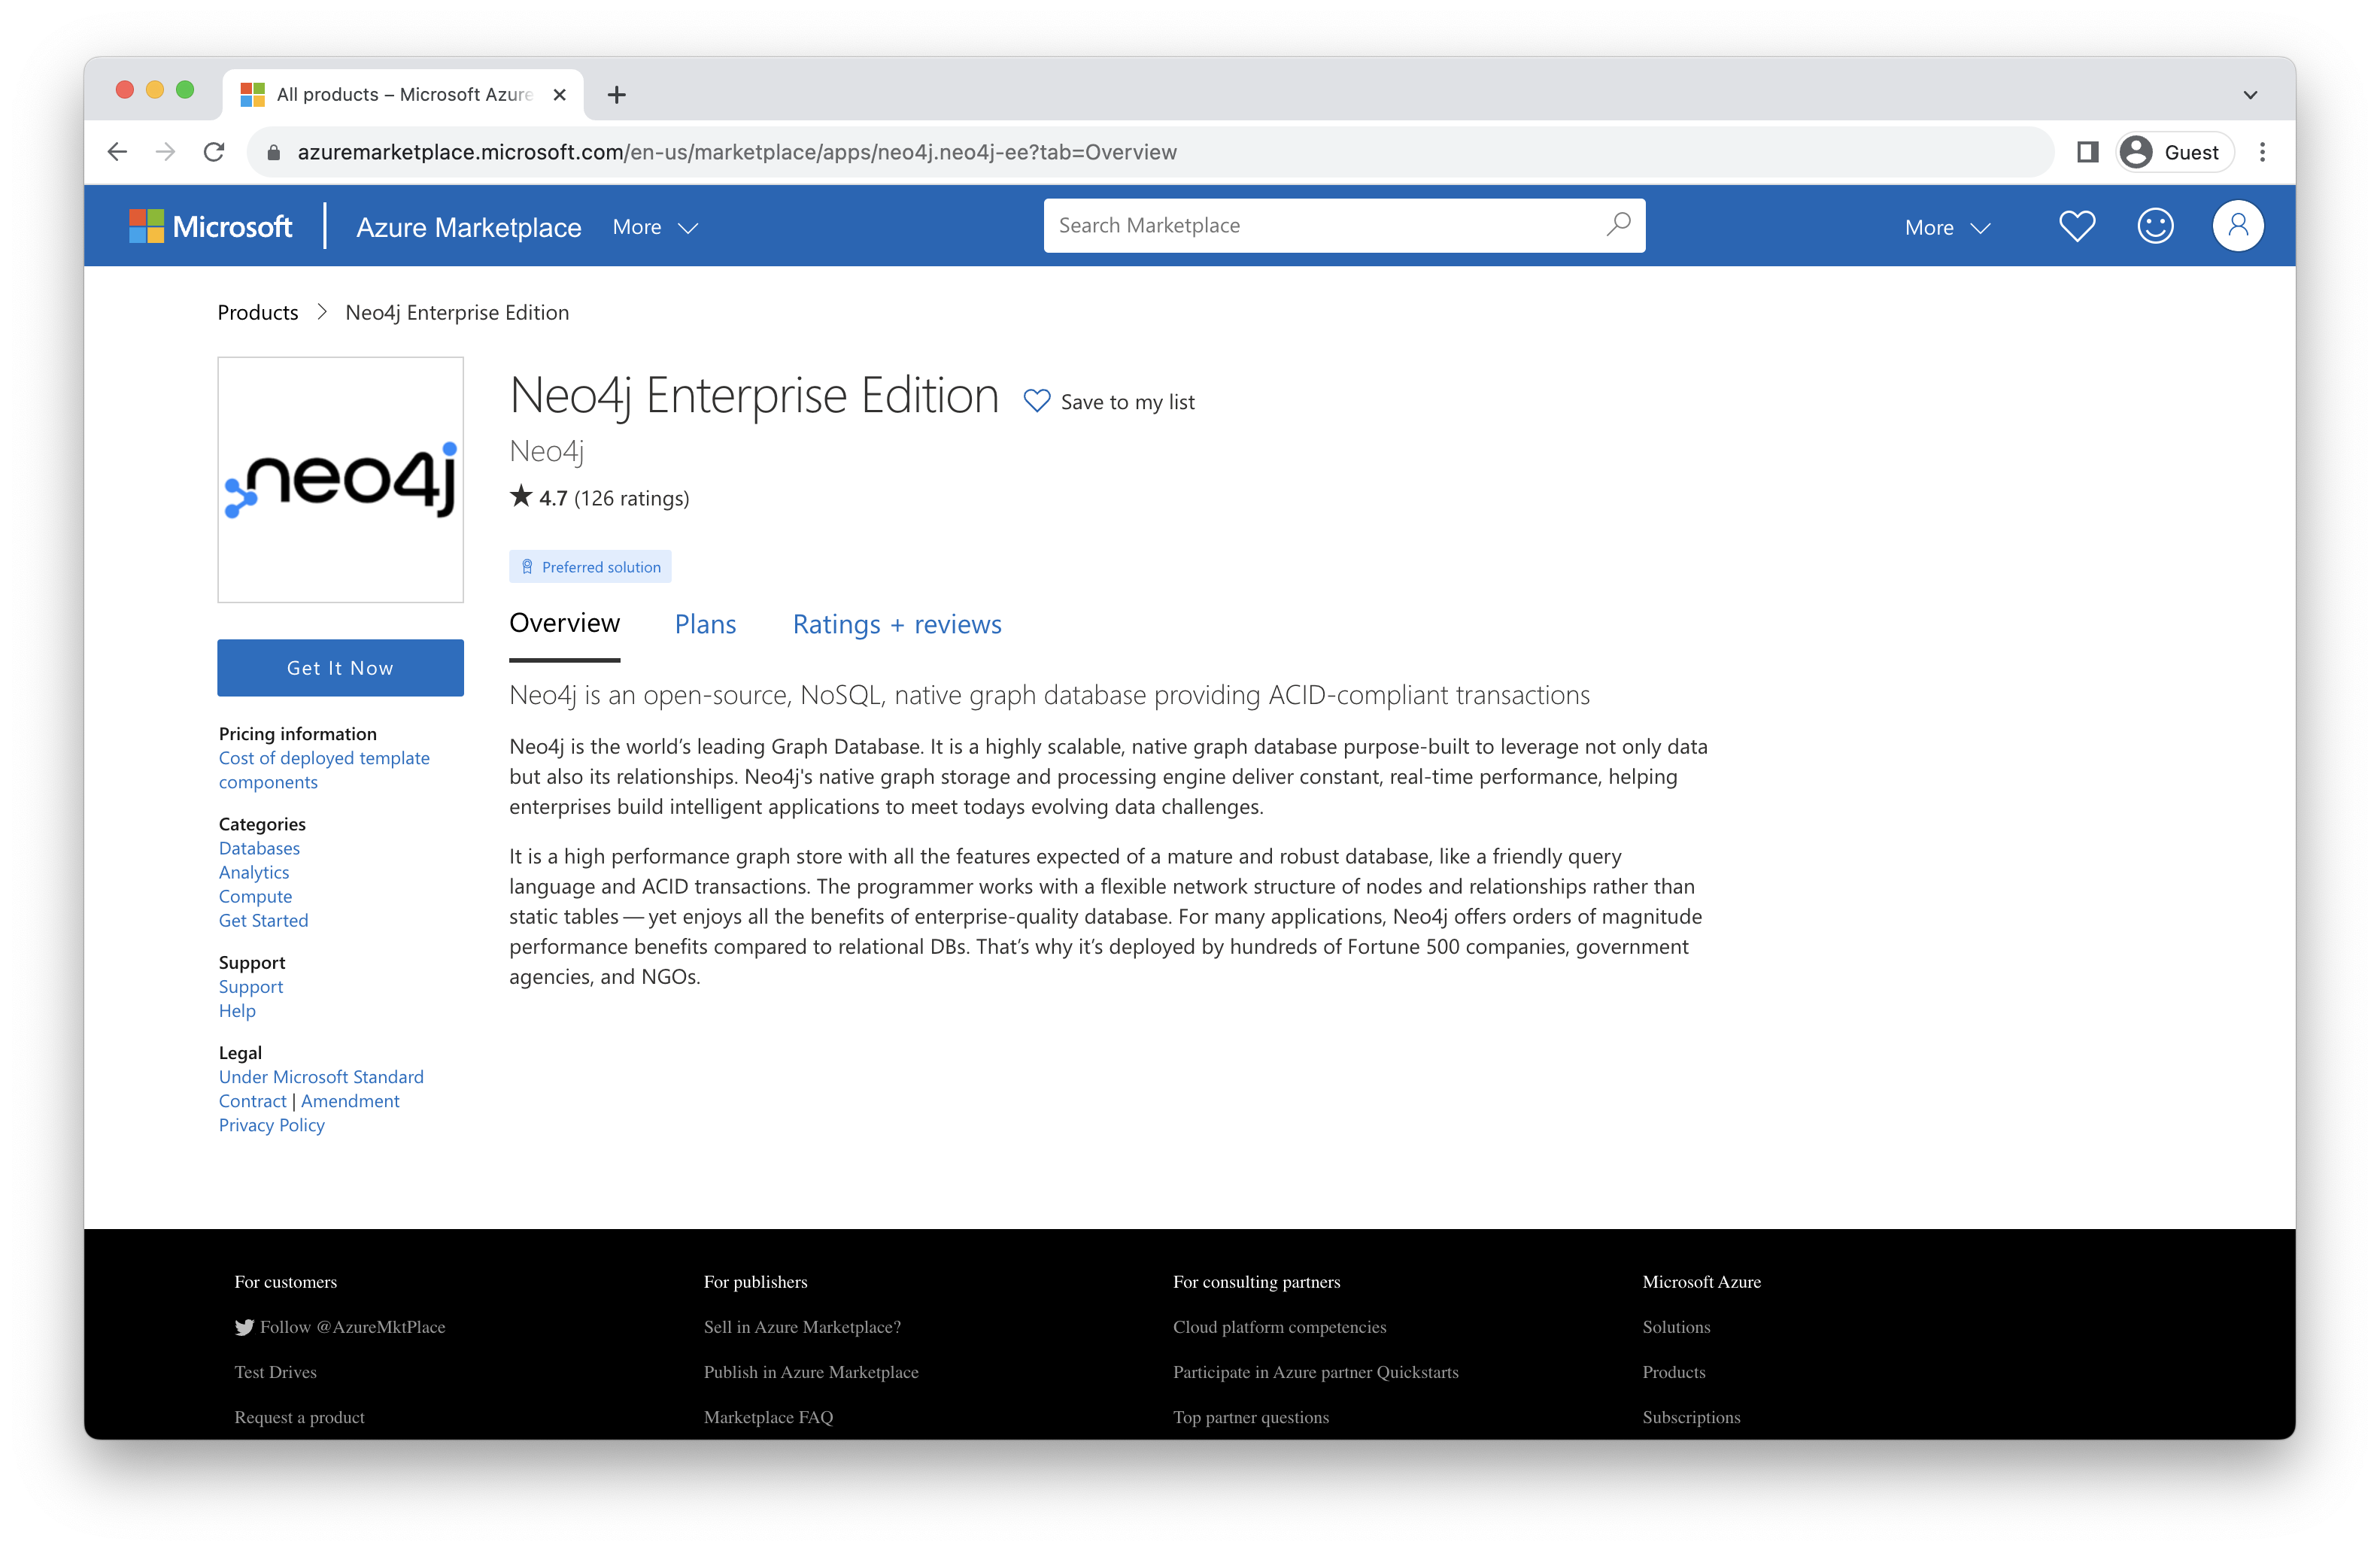 All products – Microsoft Azure
azuremarketplace.microsoft.com/en-us/marketplace/apps/neo4j.neo4j-ee?tab=Overview
Guest
Microsoft
Azure Marketplace
More
Search Marketplace
More
Products > Neo4j Enterprise Edition
neo4j
Neo4j Enterprise Edition
Save to my list
Neo4j
★ 4.7 (126 ratings)
Preferred solution
Overview
Plans
Ratings + reviews
Get It Now
Pricing information
Cost of deployed template
components
Categories
Databases
Analytics
Compute
Get Started
Support
Support
Help
Legal
Under Microsoft Standard
Contract | Amendment
Privacy Policy
Neo4j is an open-source, NoSQL, native graph database providing ACID-compliant transactions
Neo4j is the world’s leading Graph Database. It is a highly scalable, native graph database purpose-built to leverage not only data
but also its relationships. Neo4j's native graph storage and processing engine deliver constant, real-time performance, helping
enterprises build intelligent applications to meet todays evolving data challenges.
It is a high performance graph store with all the features expected of a mature and robust database, like a friendly query
language and ACID transactions. The programmer works with a flexible network structure of nodes and relationships rather than
static tables — yet enjoys all the benefits of enterprise-quality database. For many applications, Neo4j offers orders of magnitude
performance benefits compared to relational DBs. That’s why it’s deployed by hundreds of Fortune 500 companies, government
agencies, and NGOs.
For customers
Follow @AzureMktPlace
Test Drives
Request a product
For publishers
Sell in Azure Marketplace?
Publish in Azure Marketplace
Marketplace FAQ
For consulting partners
Cloud platform competencies
Participate in Azure partner Quickstarts
Top partner questions
Microsoft Azure
Solutions
Products
Subscriptions